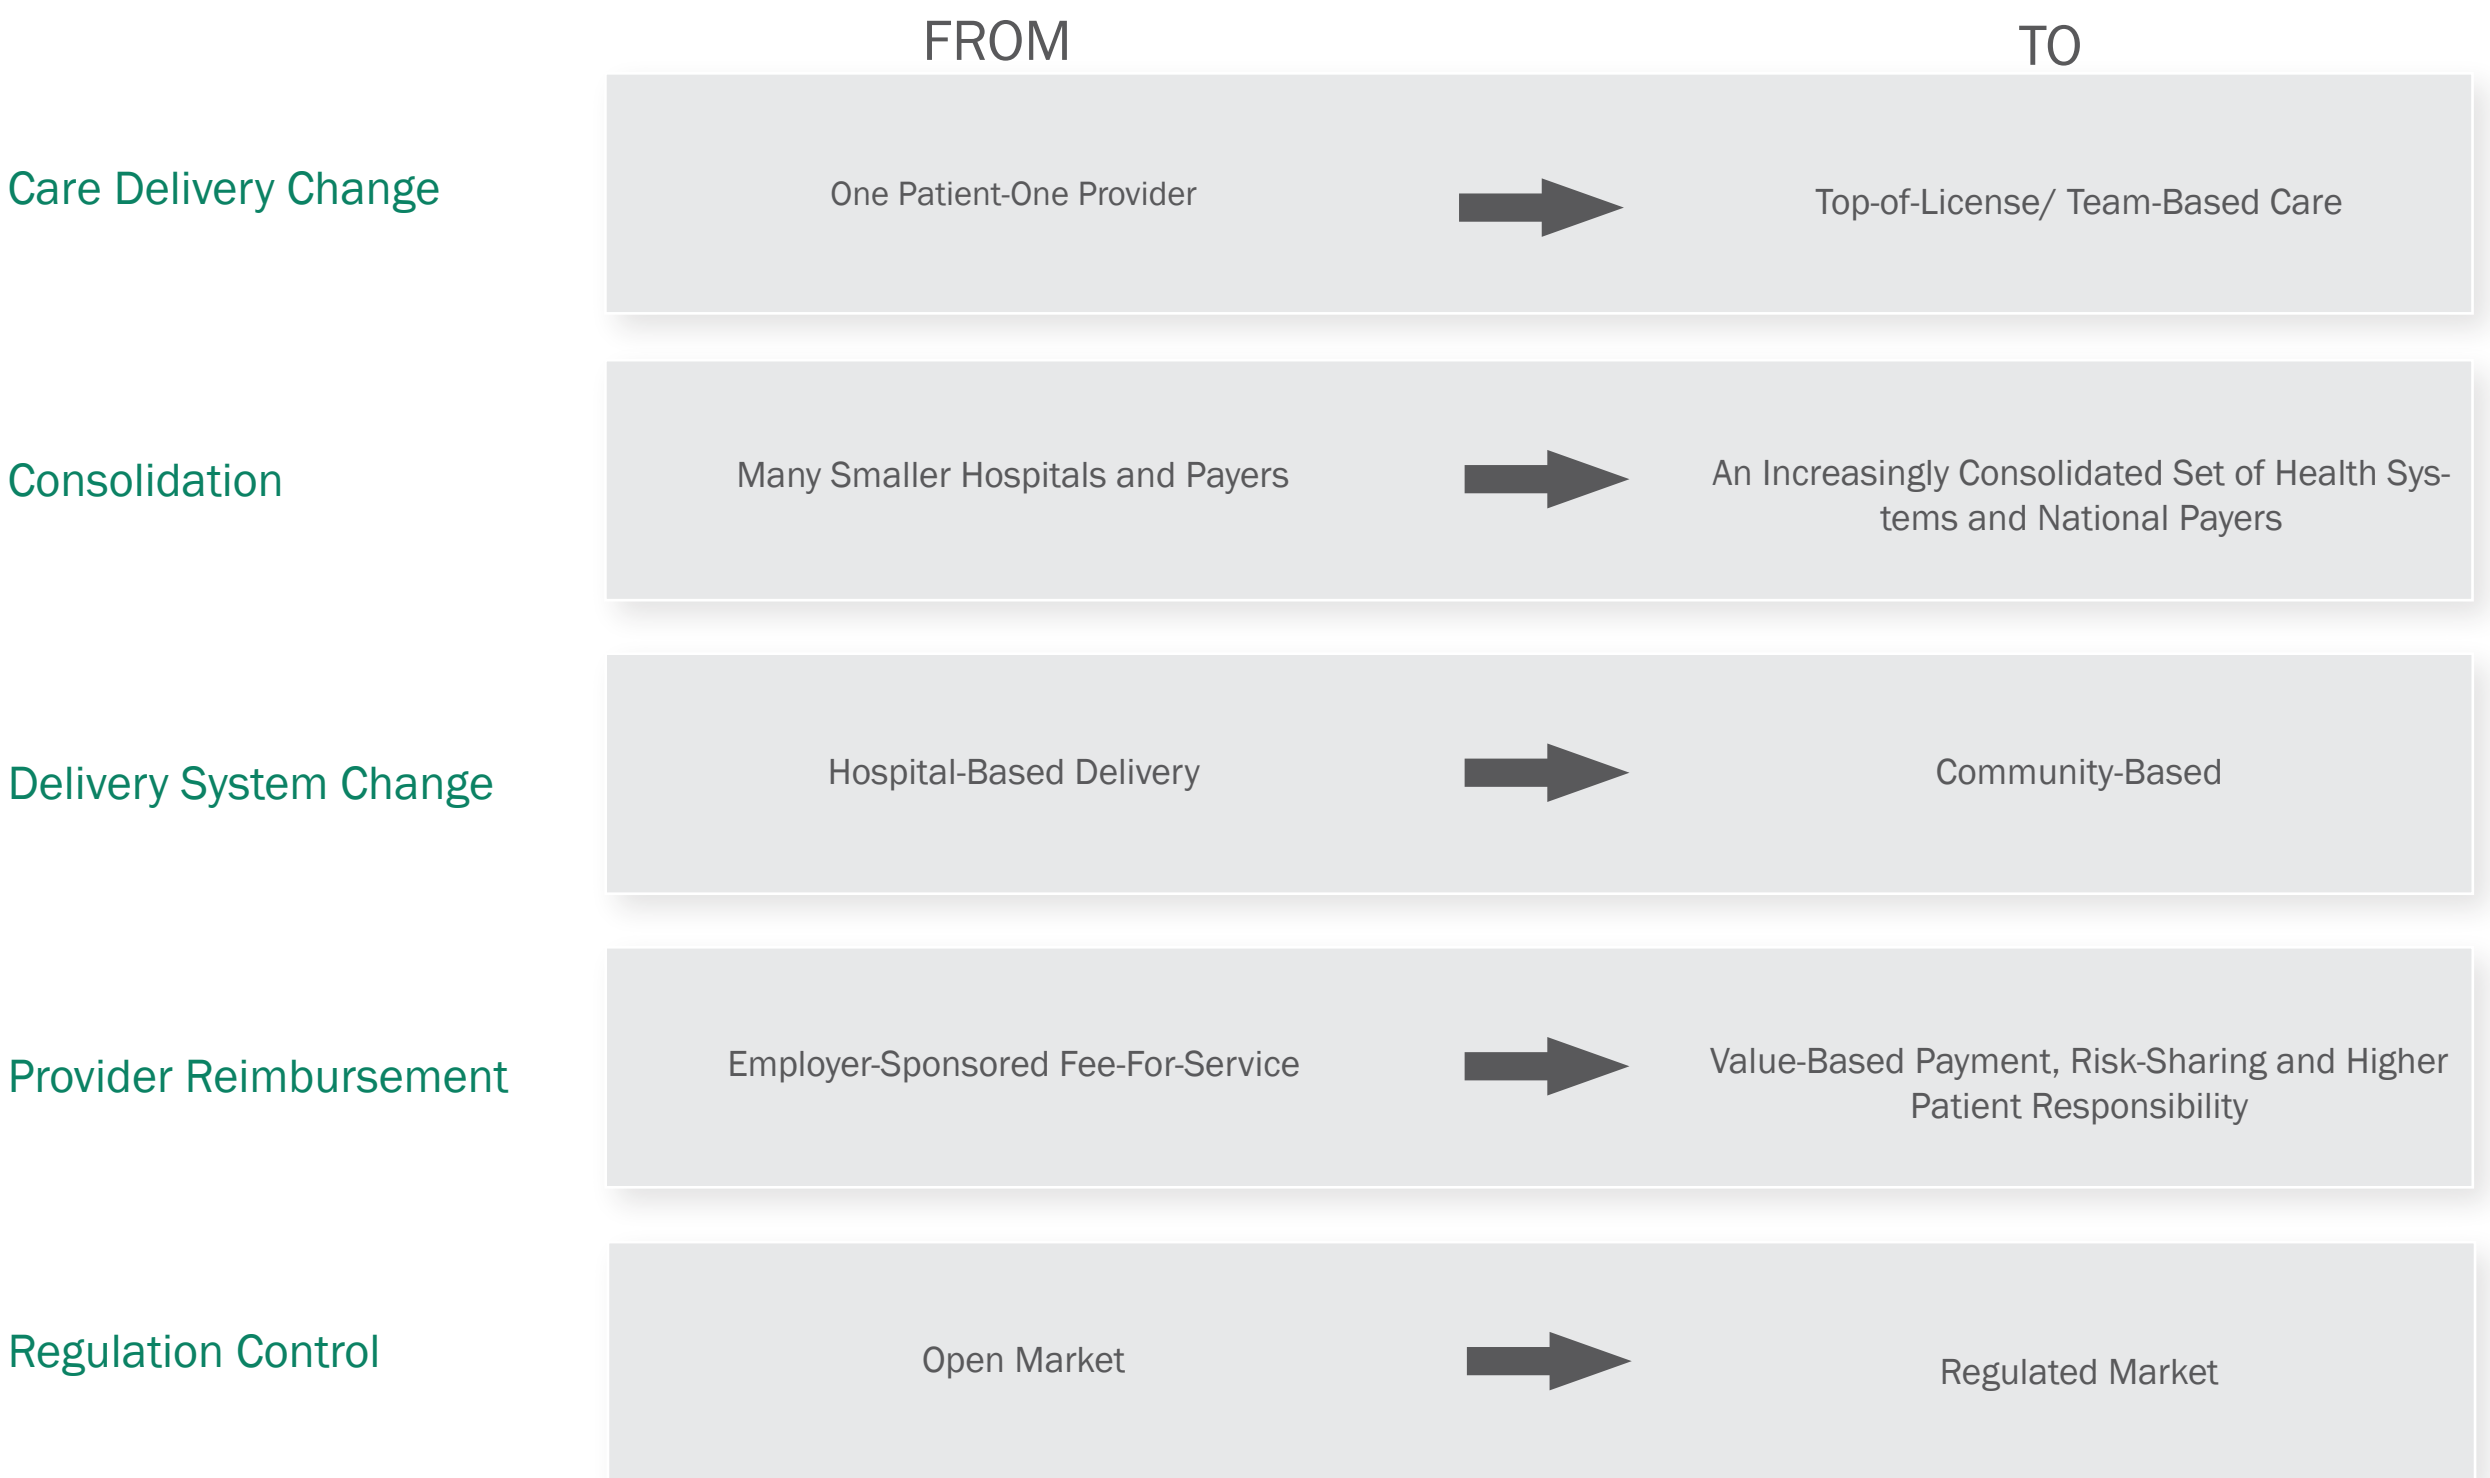 FROM
TO
Care Delivery Change
One Patient-One Provider
Top-of-License/ Team-Based Care
Consolidation
Many Smaller Hospitals and Payers
An Increasingly Consolidated Set of Health Sys-
tems and National Payers
Delivery System Change
Hospital-Based Delivery
Community-Based
Provider Reimbursement
Employer-Sponsored Fee-For-Service
Value-Based Payment, Risk-Sharing and Higher
Patient Responsibility
Regulation Control
Open Market
Regulated Market